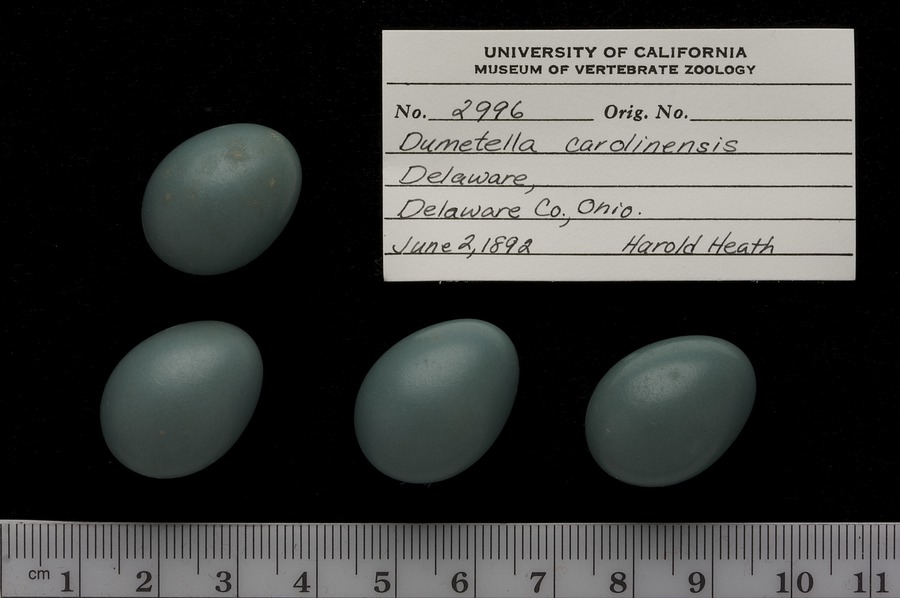 UNIVERSITY OF CALIFORNIA
MUSEUM OF VERTEBRATE ZOOLOGY
No. 2996 Orig. No.
Dumetella carolinensis
Delaware,
Delaware Co., Ohio.
June 2, 1892 Harold Heath
cm 1 2 3 4 5 6 7 8 9 10 11